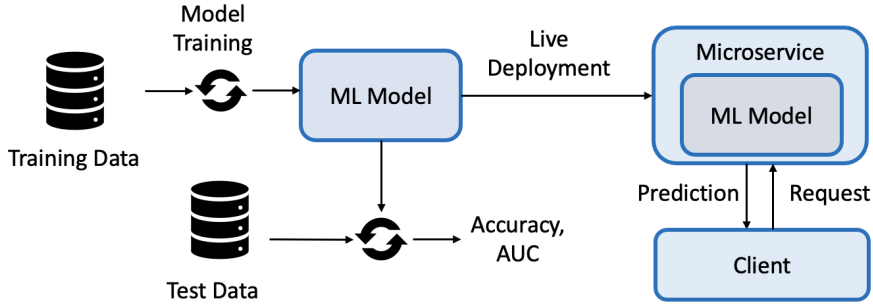 Model
Training
Training Data
ML Model
Live
Deployment
Microservice
ML Model
Prediction
Request
Client
Test Data
Accuracy,
AUC